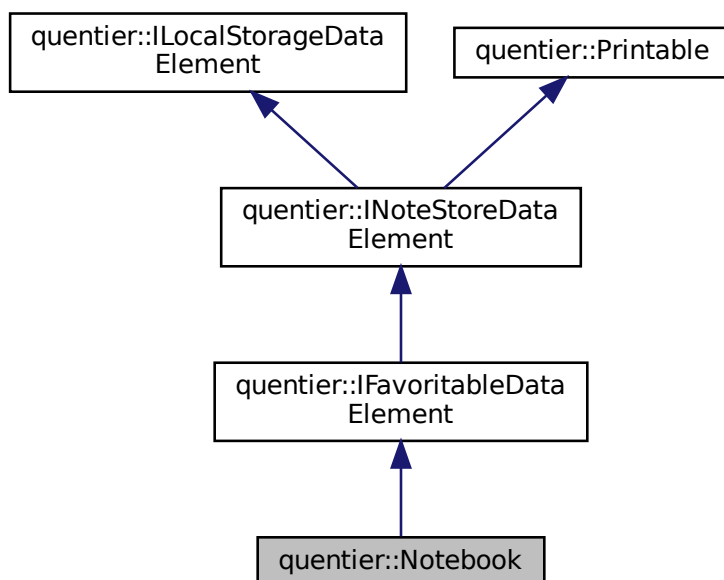 quentier::ILocalStorageData
Element
quentier::Printable
quentier::INoteStoreData
Element
quentier::IFavoritableData
Element
quentier::Notebook